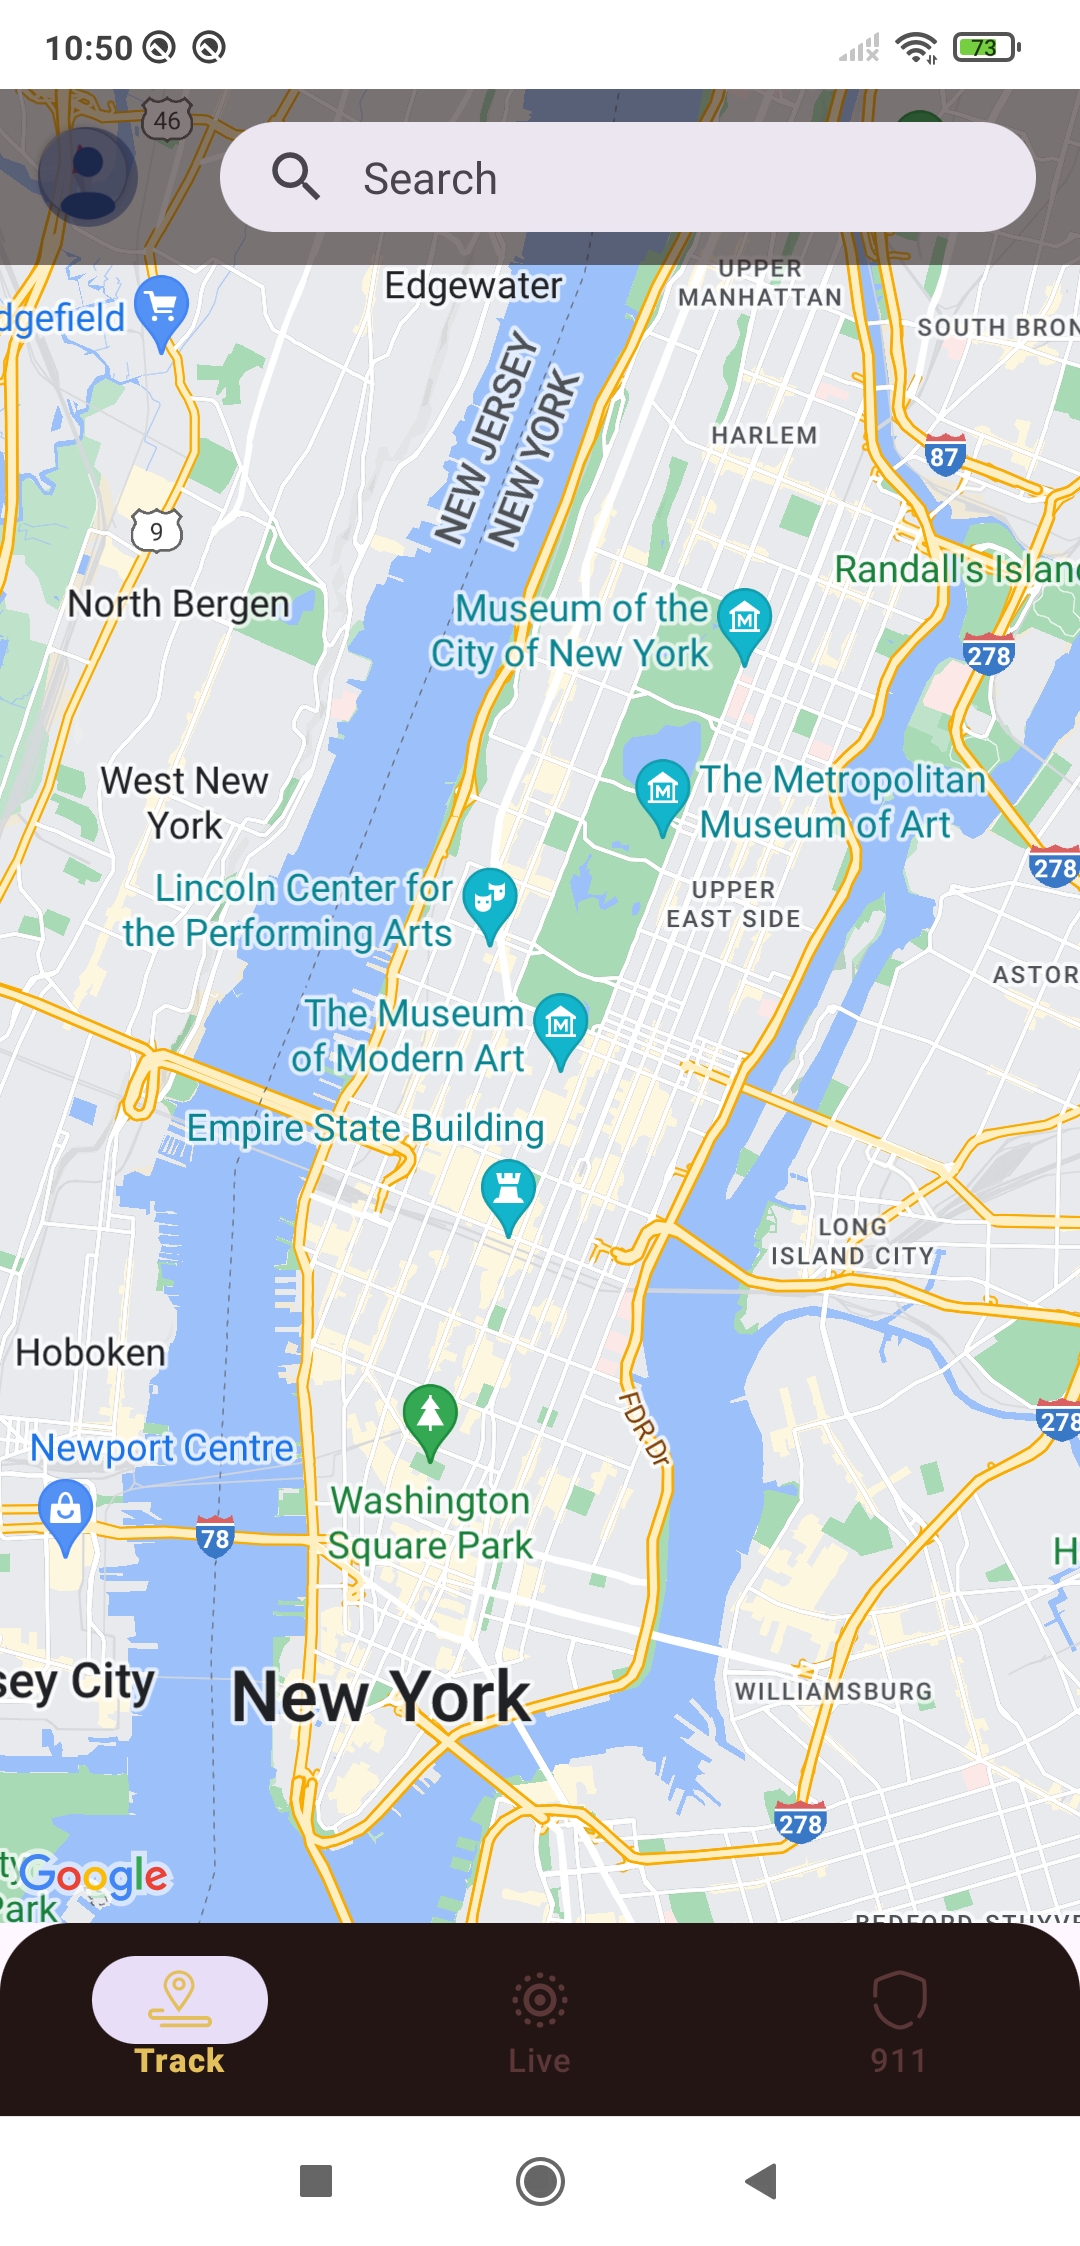 10:50
73
46
Search
Edgewater
UPPER
MANHATTAN
dgefield
SOUTH BRON
NEW JERSEY
NEW YORK
HARLEM
87
9
Randall's Islan
North Bergen
Museum of the
City of New York
278
West New
York
The Metropolitan
Museum of Art
278
Lincoln Center for
the Performing Arts
UPPER
EAST SIDE
ASTOR
The Museum
of Modern Art
Empire State Building
LONG
ISLAND CITY
Hoboken
FDR Dr
278
Newport Centre
Washington
Square Park
78
H
sey City
New York
WILLIAMSBURG
278
ty
Google
Park
BEDFORD-STUYVE
Track
Live
911